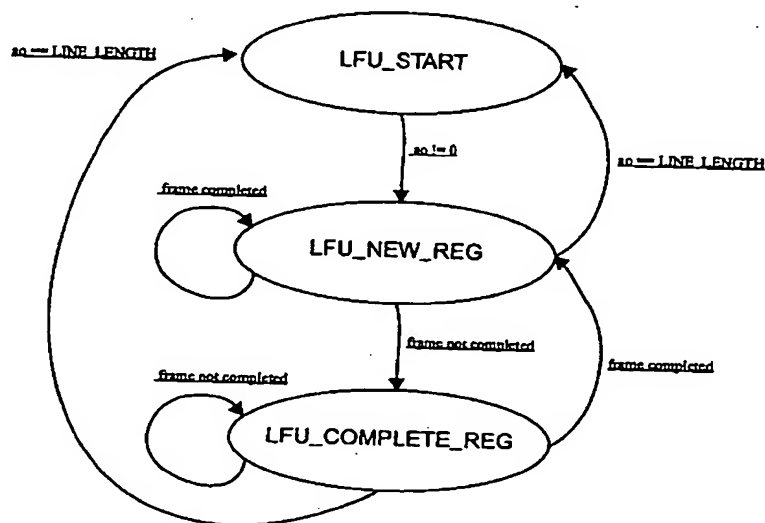 ao == LINE_LENGTH
LFU_START
ao != 0
ao == LINE_LENGTH
frame completed
LFU_NEW_REG
frame not completed
frame completed
frame not completed
LFU_COMPLETE_REG